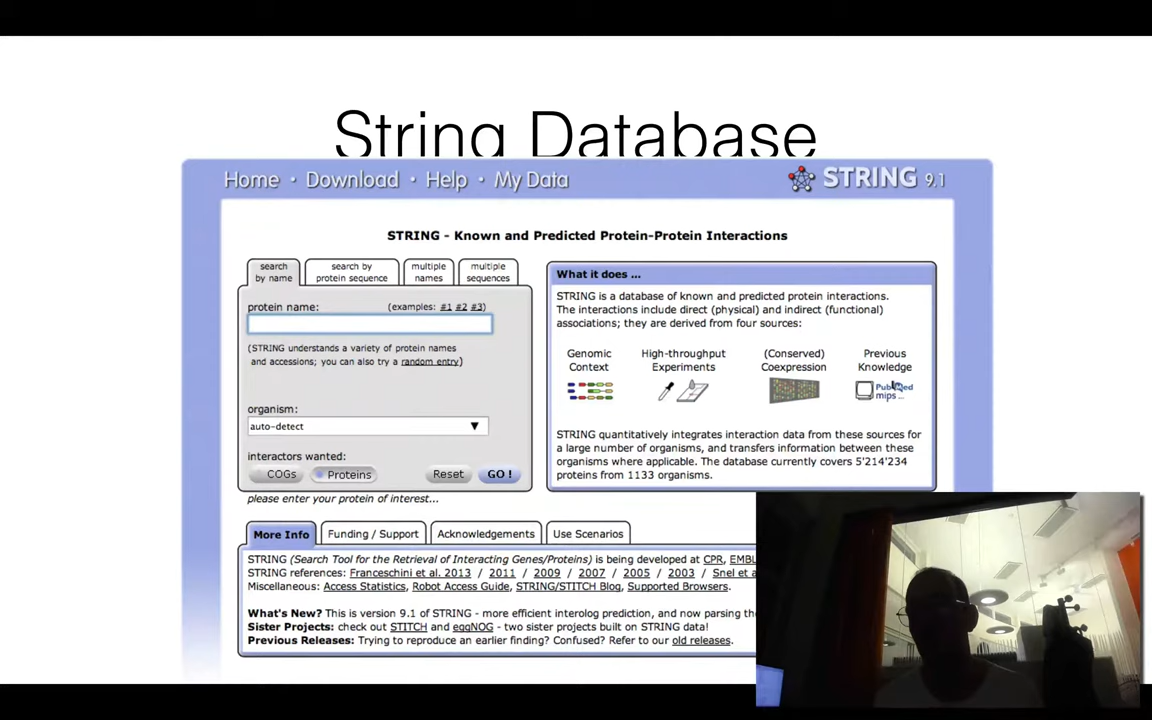 String Database
Home · Download · Help · My Data
STRING 9.1
STRING - Known and Predicted Protein-Protein Interactions
search by name
search by protein sequence
multiple names
multiple sequences
protein name:
(examples: #1 #2 #3)
(STRING understands a variety of protein names
and accessions; you can also try a random entry)
organism:
auto-detect
interactors wanted:
COGs
Proteins
Reset
GO !
please enter your protein of interest...
What it does ...
STRING is a database of known and predicted protein interactions.
The interactions include direct (physical) and indirect (functional)
associations; they are derived from four sources:
Genomic Context
High-throughput Experiments
(Conserved) Coexpression
Previous Knowledge
PubMed
mips...
STRING quantitatively integrates interaction data from these sources for
a large number of organisms, and transfers information between these
organisms where applicable. The database currently covers 5'214'234
proteins from 1133 organisms.
More Info
Funding / Support
Acknowledgements
Use Scenarios
STRING (Search Tool for the Retrieval of Interacting Genes/Proteins) is being developed at CPR, EMBL
STRING references: Franceschini et al. 2013 / 2011 / 2009 / 2007 / 2005 / 2003 / Snel et a
Miscellaneous: Access Statistics, Robot Access Guide, STRING/STITCH Blog, Supported Browsers.
What's New? This is version 9.1 of STRING - more efficient interolog prediction, and now parsing the
Sister Projects: check out STITCH and eggNOG - two sister projects built on STRING data!
Previous Releases: Trying to reproduce an earlier finding? Confused? Refer to our old releases.